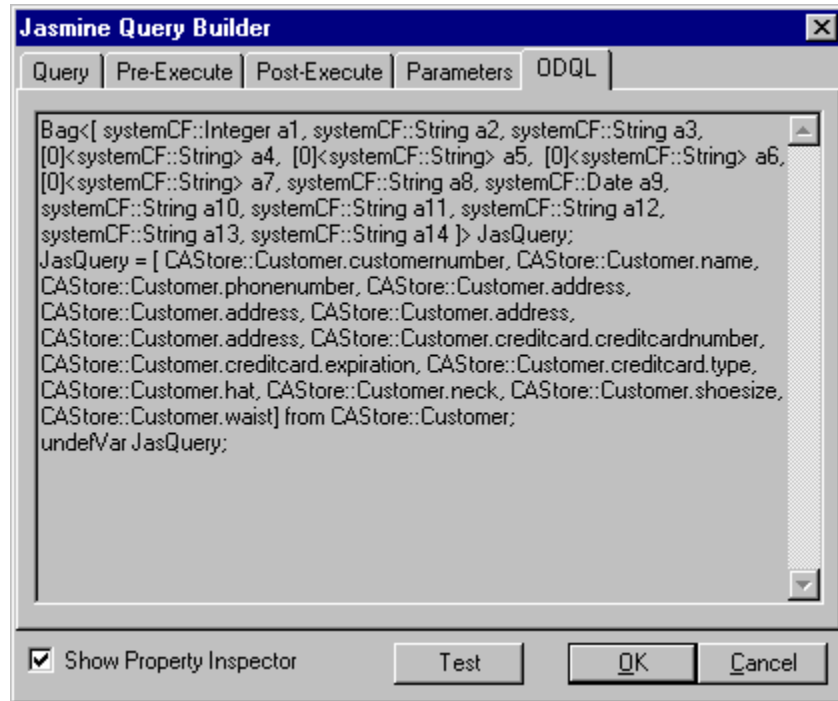 Jasmine Query Builder
Query Pre-Execute Post-Execute Parameters ODQL
Bag<[ systemCF::Integer a1, systemCF::String a2, systemCF::String a3,
[0]<systemCF::String> a4, [0]<systemCF::String> a5, [0]<systemCF::String> a6,
[0]<systemCF::String> a7, systemCF::String a8, systemCF::Date a9,
systemCF::String a10, systemCF::String a11, systemCF::String a12,
systemCF::String a13, systemCF::String a14 ]> JasQuery;
JasQuery = [ CAStore::Customer.customernumber, CAStore::Customer.name,
CAStore::Customer.phonenumber, CAStore::Customer.address,
CAStore::Customer.address, CAStore::Customer.address,
CAStore::Customer.address, CAStore::Customer.creditcard.creditcardnumber,
CAStore::Customer.creditcard.expiration, CAStore::Customer.creditcard.type,
CAStore::Customer.hat, CAStore::Customer.neck, CAStore::Customer.shoesize,
CAStore::Customer.waist] from CAStore::Customer;
undefVar JasQuery;
Show Property Inspector Test OK Cancel